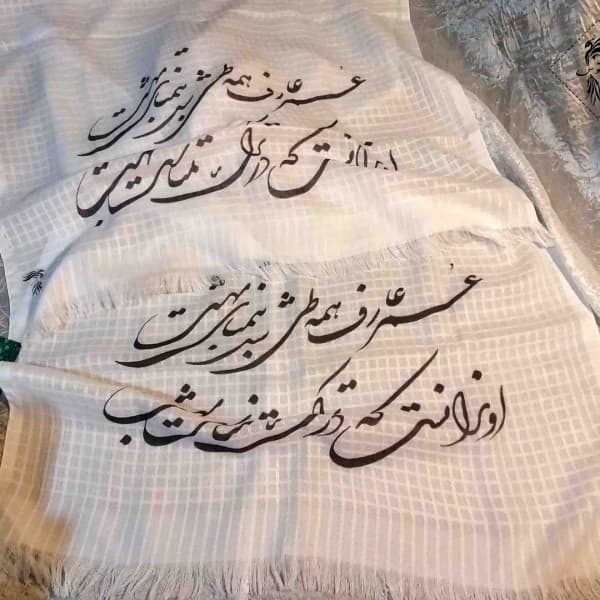 عمر عارف همه طی شد به تمنای بهشت
که در ترک تمناست بهشت
عمر عارف همه طی شد به تمنای بهشت
او ندانست که در ترک تمناست بهشت